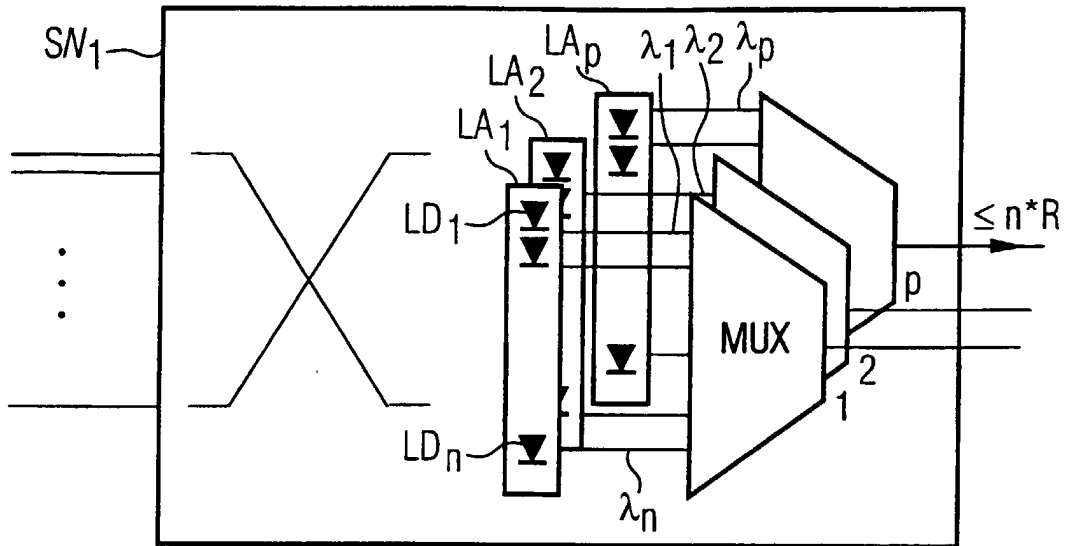 SN1
LA1
LA2
LAp
λ1
λ2
λp
LD1
LDn
λn
MUX
1
2
p
≤ n*R